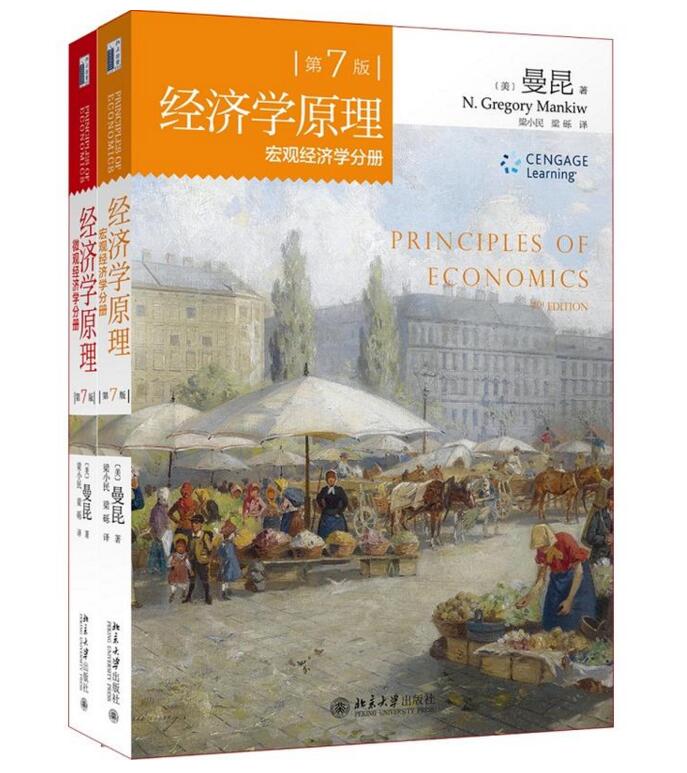 第7版
经济学原理
宏观经济学分册
〔美〕曼昆 著
N. Gregory Mankiw
梁小民 梁砾 译
CENGAGE
Learning
PRINCIPLES OF
ECONOMICS
7th EDITION
北京大学出版社
PEKING UNIVERSITY PRESS
PRINCIPLES OF
ECONOMICS
经济学原理
宏观经济学分册
第7版
〔美〕曼昆 著
梁小民 梁砾 译
北京大学出版社
PEKING UNIVERSITY PRESS
PRINCIPLES OF
ECONOMICS
经济学原理
微观经济学分册
第7版
〔美〕曼昆 著
梁小民 梁砾 译
北京大学出版社
PEKING UNIVERSITY PRESS